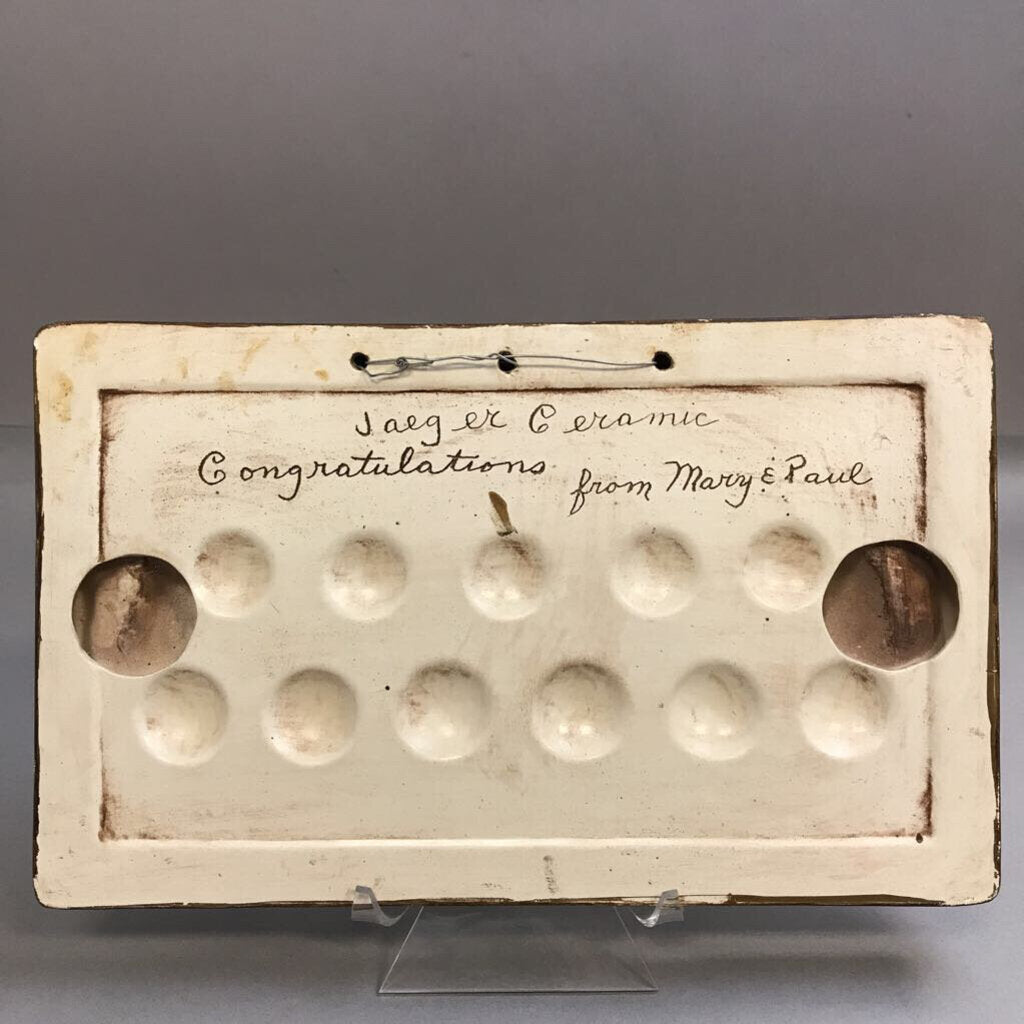 Jaeger Ceramic
Congratulations from Mary & Paul